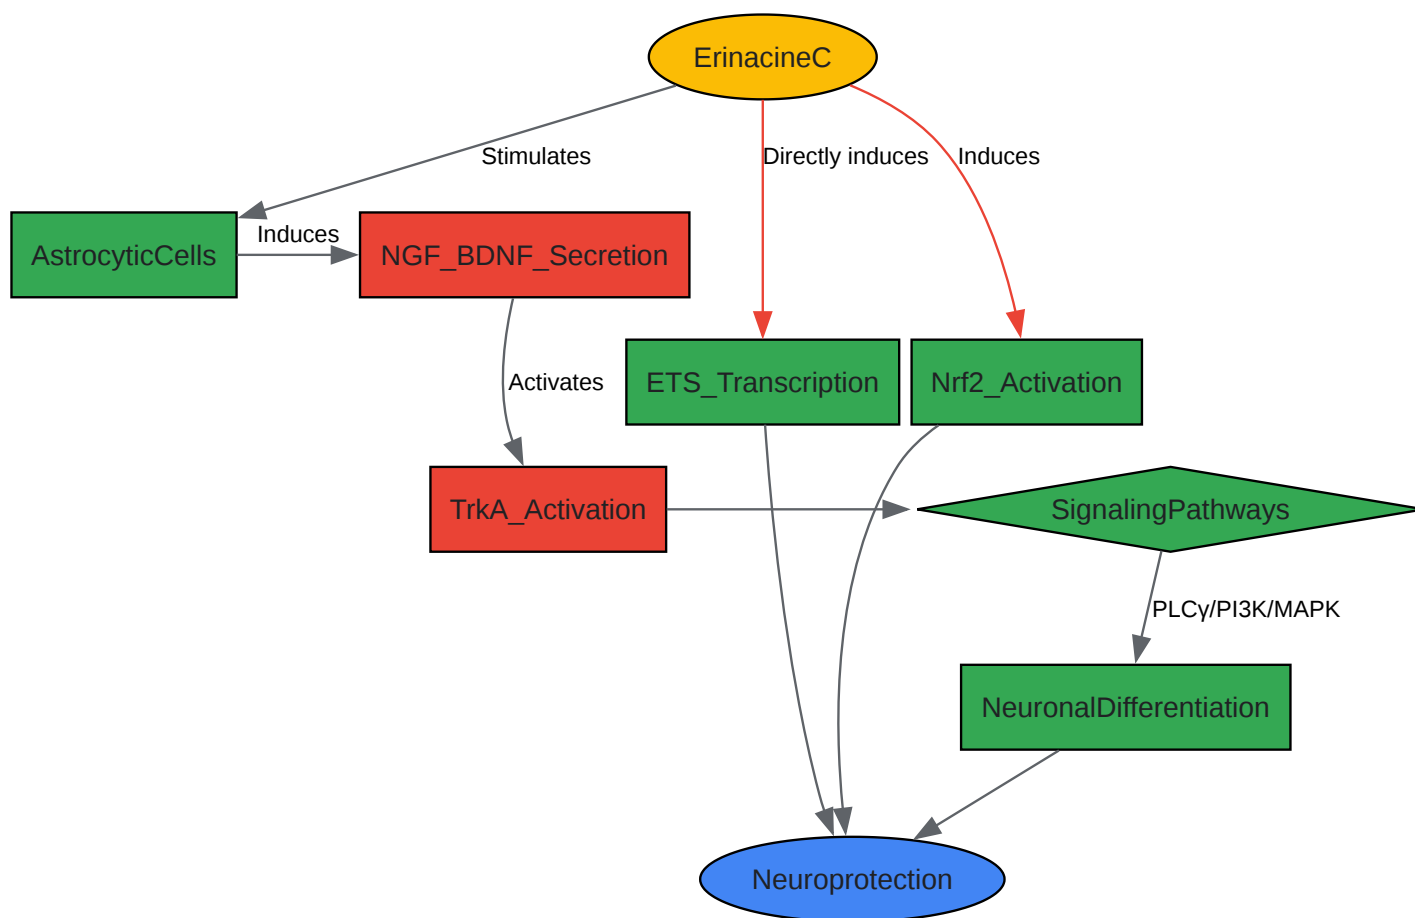 ErinacineC
Stimulates
Directly induces
Induces
AstrocyticCells
Induces
NGF_BDNF_Secretion
Activates
ETS_Transcription
Nrf2_Activation
TrkA_Activation
SignalingPathways
PLCγ/PI3K/MAPK
NeuronalDifferentiation
Neuroprotection